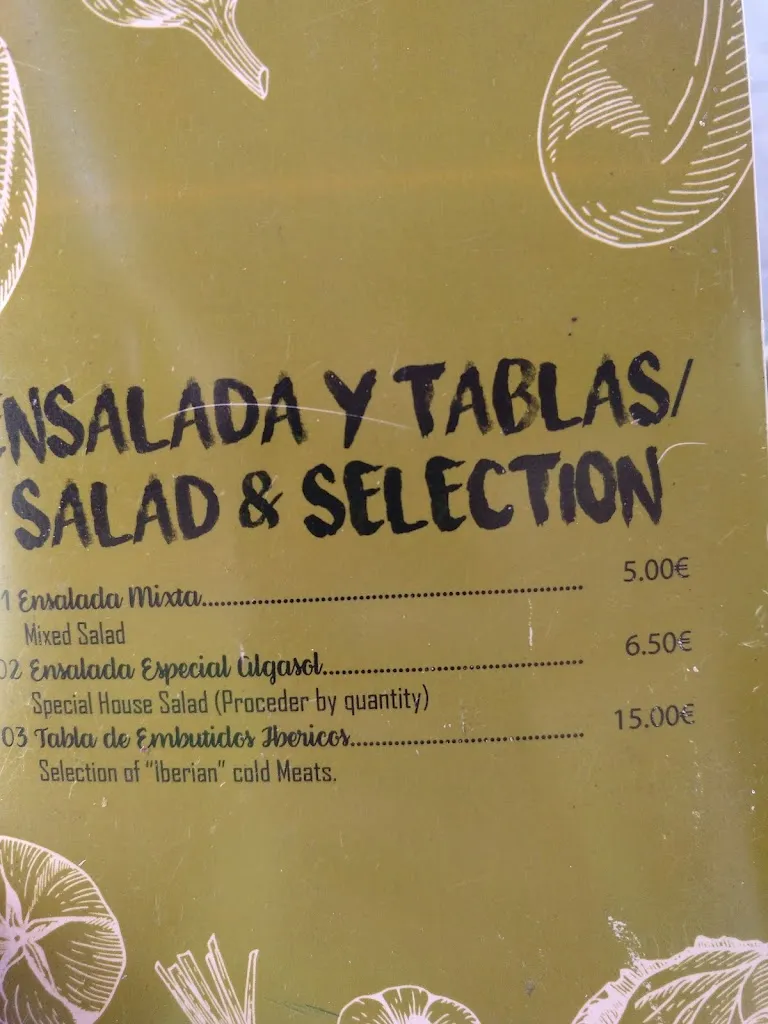 ENSALADA Y TABLAS/
SALAD & SELECTION
1 Ensalada Mixta.......................................................... 5.00€
Mixed Salad
02 Ensalada Especial Algasol........................................ 6.50€
Special House Salad (Proceder by quantity)
03 Tabla de Embutidos Ibericos................................... 15.00€
Selection of "iberian" cold Meats.